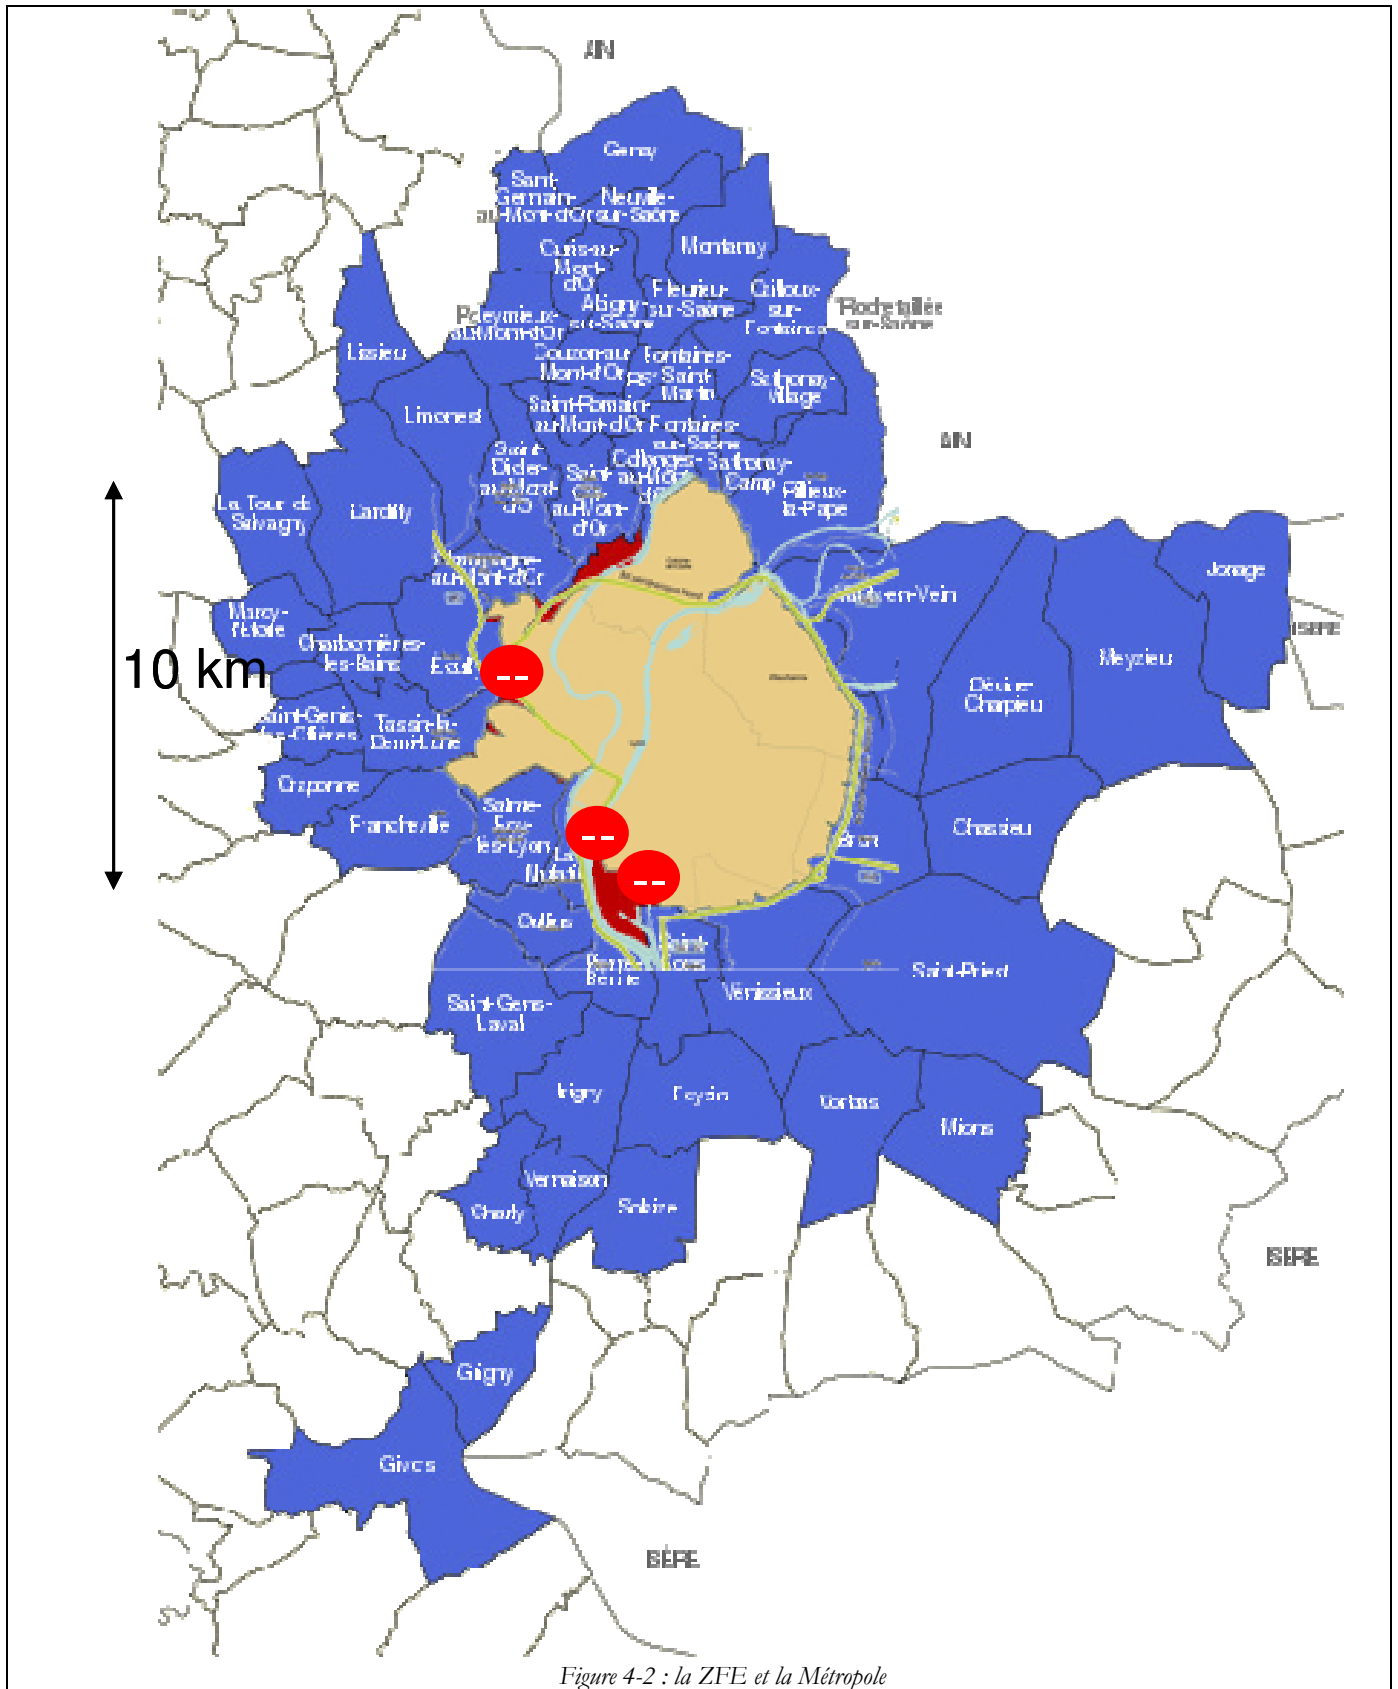 AIN
Genay
Saint-
Germain-
au-Mont-d'Or
Neuville-
sur-Saône
Montanay
Curis-au-
Mont-
d'Or
Fleurieu-
sur-Saône
Cailloux-
sur-
Fontaines
Rochetaillée
sur-Saône
Albigny-
sur-Saône
Poleymieux-
au-Mont-d'Or
Lissieu
Couzon-au-
Mont-d'Or
Fontaines-
Saint-
Martin
Sathonay-
Village
Limonest
Saint-Romain-
au-Mont-d'Or
Fontaines-
sur-Saône
AIN
Saint-
Didier-
au-Mont-
d'Or
Saint-
au-Mont-
d'Or
Collonges-
au-Mont-
Sathonay-
Camp
Rillieux-
la-Pape
La Tour de
Salvagny
Dardilly
Champagne-
au-Mont-d'Or
Jonage
Vaulx-en-Velin
Marcy-
l'Étoile
Charbonnières-
les-Bains
Écully
ISÈRE
Meyzieu
10 km
--
Décines-
Charpieu
Saint-Genis-
les-Ollières
Tassin-la-
Demi-Lune
Craponne
Francheville
Sainte-
Foy-
lès-Lyon
La
Mulatière
--
--
Bron
Chassieu
Oullins
Pierre-
Bénite
Saint-
Fons
Saint-Priest
Vénissieux
Saint-Genis-
Laval
Irigny
Feyzin
Corbas
Mions
Vernaison
Charly
Solaize
ISÈRE
Grigny
Givors
ISÈRE
Figure 4-2 : la ZFE et la Métropole